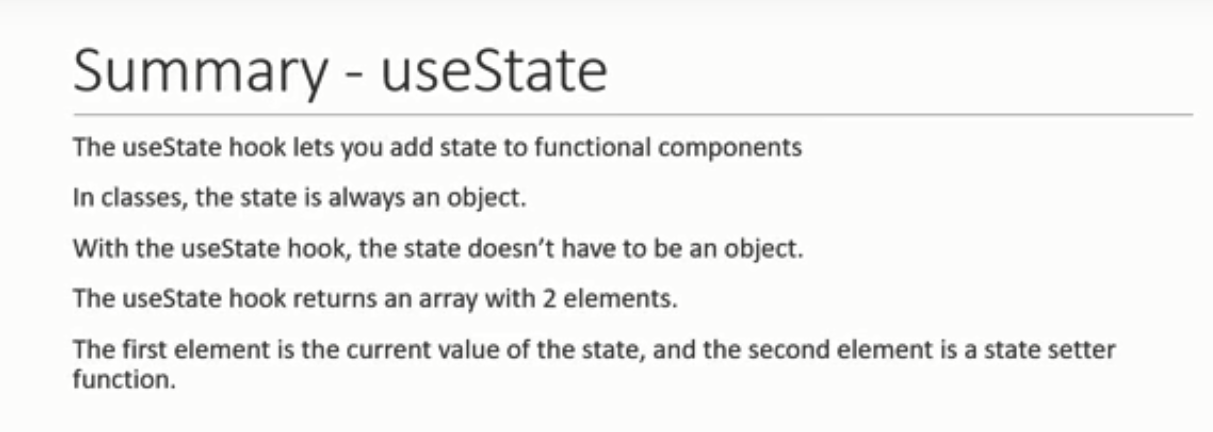 Summary - useState
The useState hook lets you add state to functional components
In classes, the state is always an object.
With the useState hook, the state doesn’t have to be an object.
The useState hook returns an array with 2 elements.
The first element is the current value of the state, and the second element is a state setter
function.